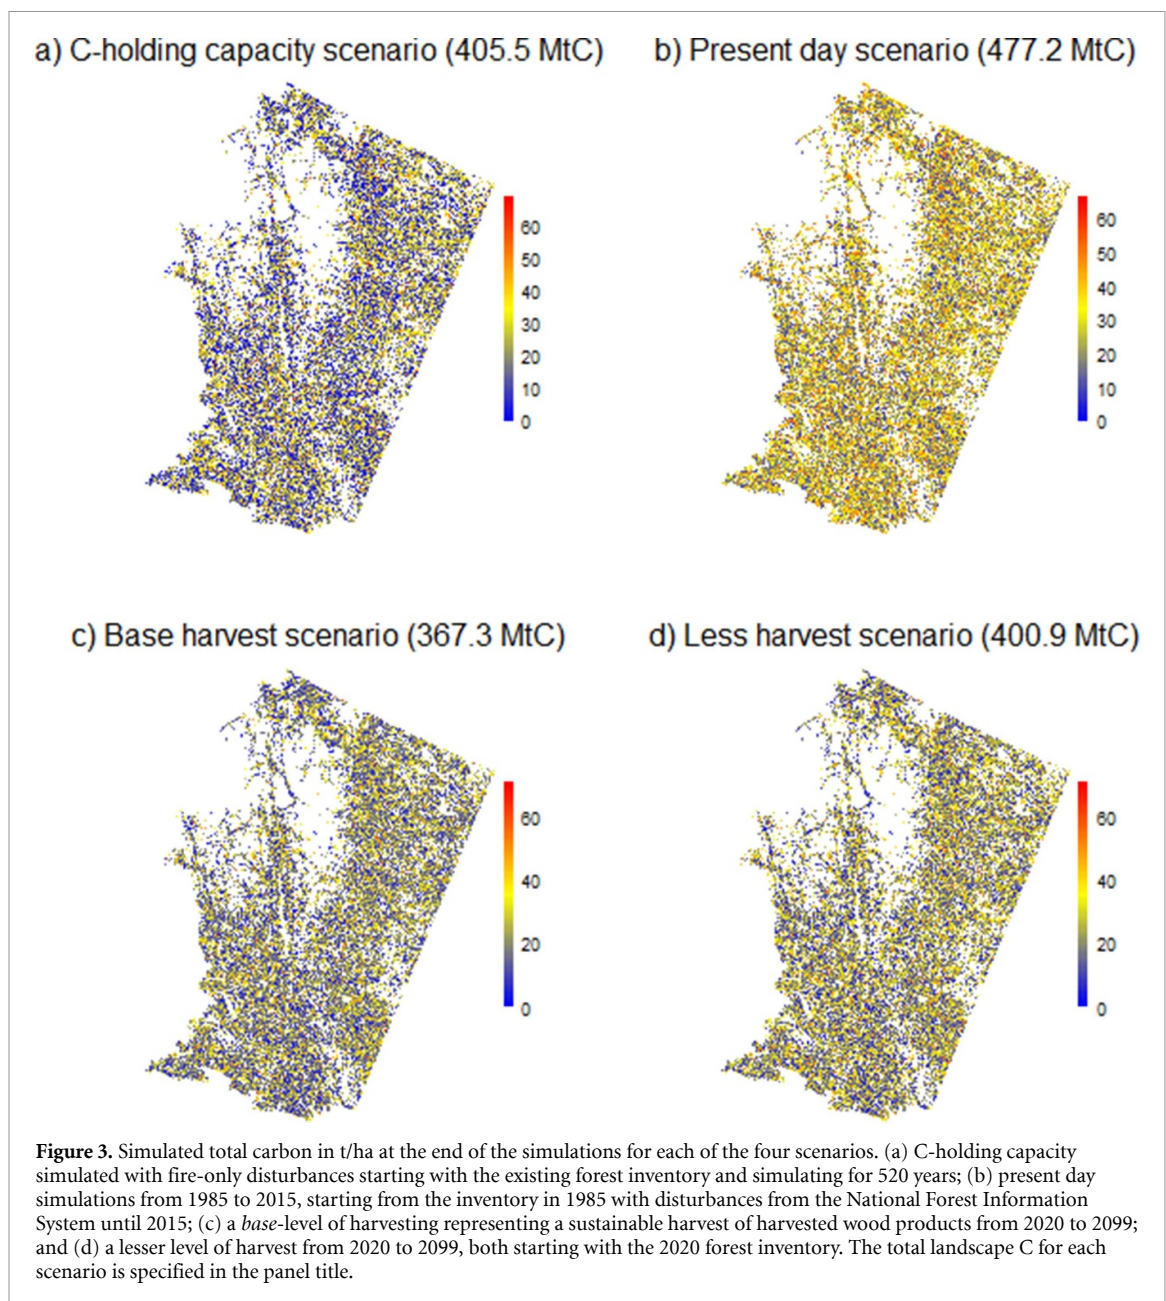 a) C-holding capacity scenario (405.5 MtC)
b) Present day scenario (477.2 MtC)
60
50
40
30
20
10
0
60
50
40
30
20
10
0
c) Base harvest scenario (367.3 MtC)
d) Less harvest scenario (400.9 MtC)
60
40
20
0
60
40
20
0
Figure 3. Simulated total carbon in t/ha at the end of the simulations for each of the four scenarios. (a) C-holding capacity
simulated with fire-only disturbances starting with the existing forest inventory and simulating for 520 years; (b) present day
simulations from 1985 to 2015, starting from the inventory in 1985 with disturbances from the National Forest Information
System until 2015; (c) a base-level of harvesting representing a sustainable harvest of harvested wood products from 2020 to 2099;
and (d) a lesser level of harvest from 2020 to 2099, both starting with the 2020 forest inventory. The total landscape C for each
scenario is specified in the panel title.